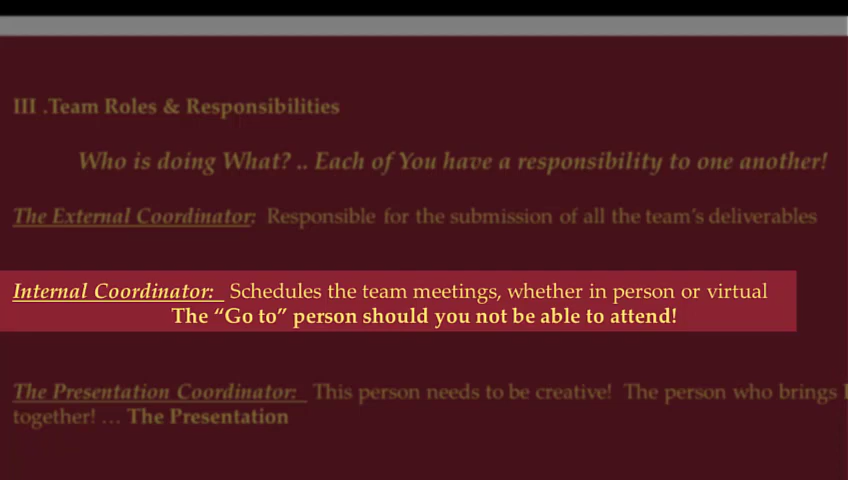 III .Team Roles & Responsibilities
Who is doing What? .. Each of You have a responsibility to one another!
The External Coordinator: Responsible for the submission of all the team's deliverables
Internal Coordinator: Schedules the team meetings, whether in person or virtual
The “Go to” person should you not be able to attend!
The Presentation Coordinator: This person needs to be creative! The person who brings
together! … The Presentation